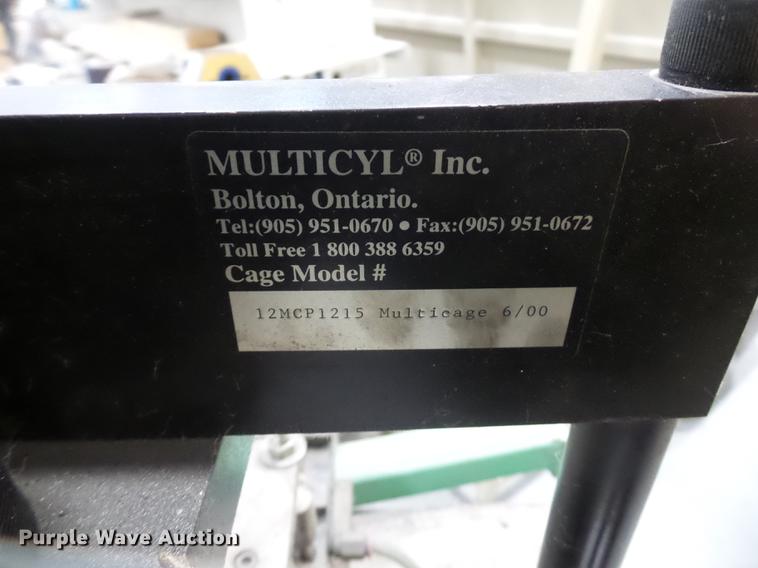 MULTICYL® Inc.
Bolton, Ontario.
Tel:(905) 951-0670 • Fax:(905) 951-0672
Toll Free 1 800 388 6359
Cage Model #
12MCP1215 Multicage 6/00
Purple Wave Auction